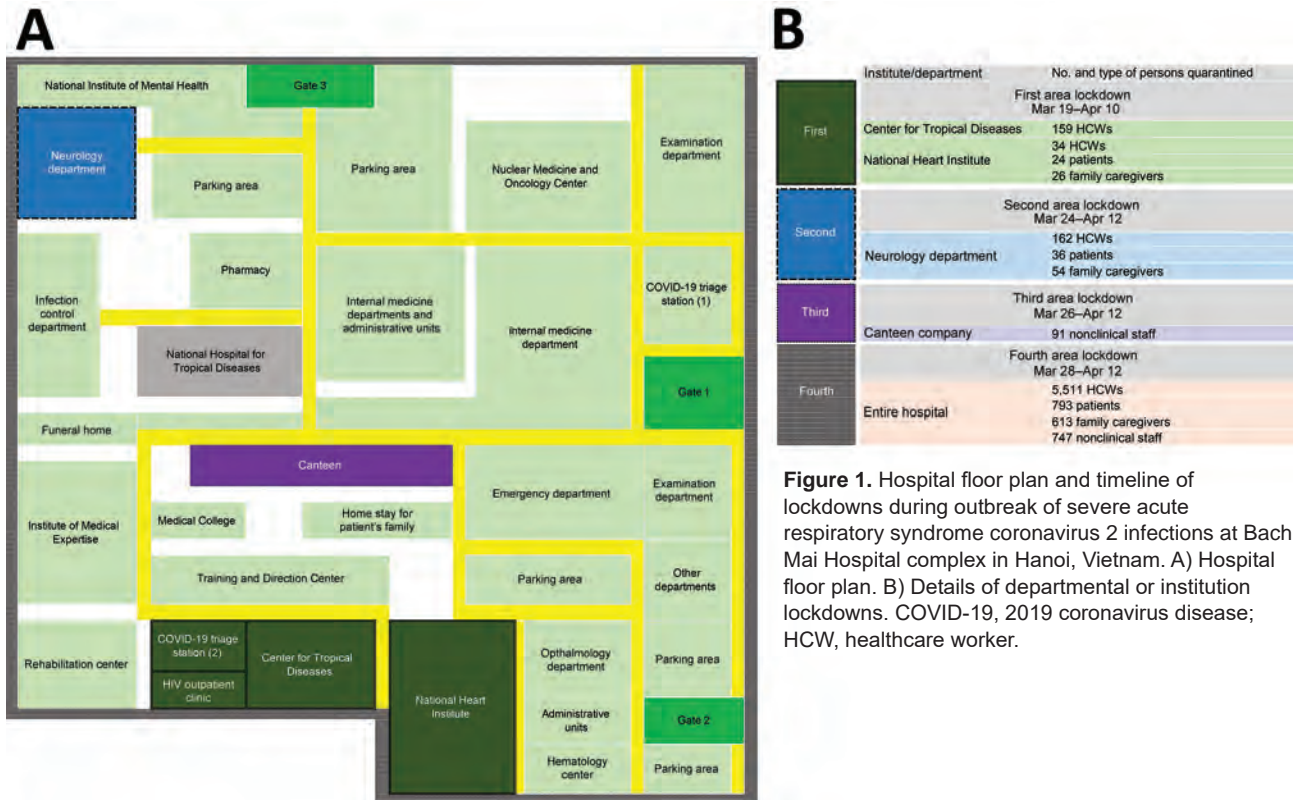 A
National Institute of Mental Health
Gate 3
Neurology
department
Parking area
Parking area
Nuclear Medicine and
Oncology Center
Examination
department
Pharmacy
Infection
control
department
Internal medicine
departments and
administrative units
Internal medicine
department
COVID-19 triage
station (1)
National Hospital for
Tropical Diseases
Gate 1
Funeral home
Canteen
Emergency department
Examination
department
Institute of Medical
Expertise
Medical College
Home stay for
patient's family
Training and Direction Center
Parking area
Other
departments
Rehabilitation center
COVID-19 triage
station (2)
HIV outpatient
clinic
Center for Tropical
Diseases
National Heart
Institute
Opthalmology
department
Parking area
Administrative
units
Gate 2
Hematology
center
Parking area
B
Institute/department No. and type of persons quarantined
First
First area lockdown
Mar 19–Apr 10
Center for Tropical Diseases 159 HCWs
National Heart Institute
34 HCWs
24 patients
26 family caregivers
Second
Second area lockdown
Mar 24–Apr 12
Neurology department
162 HCWs
36 patients
54 family caregivers
Third
Third area lockdown
Mar 26–Apr 12
Canteen company 91 nonclinical staff
Fourth
Fourth area lockdown
Mar 28–Apr 12
Entire hospital
5,511 HCWs
793 patients
613 family caregivers
747 nonclinical staff
Figure 1. Hospital floor plan and timeline of
lockdowns during outbreak of severe acute
respiratory syndrome coronavirus 2 infections at Bach
Mai Hospital complex in Hanoi, Vietnam. A) Hospital
floor plan. B) Details of departmental or institution
lockdowns. COVID-19, 2019 coronavirus disease;
HCW, healthcare worker.